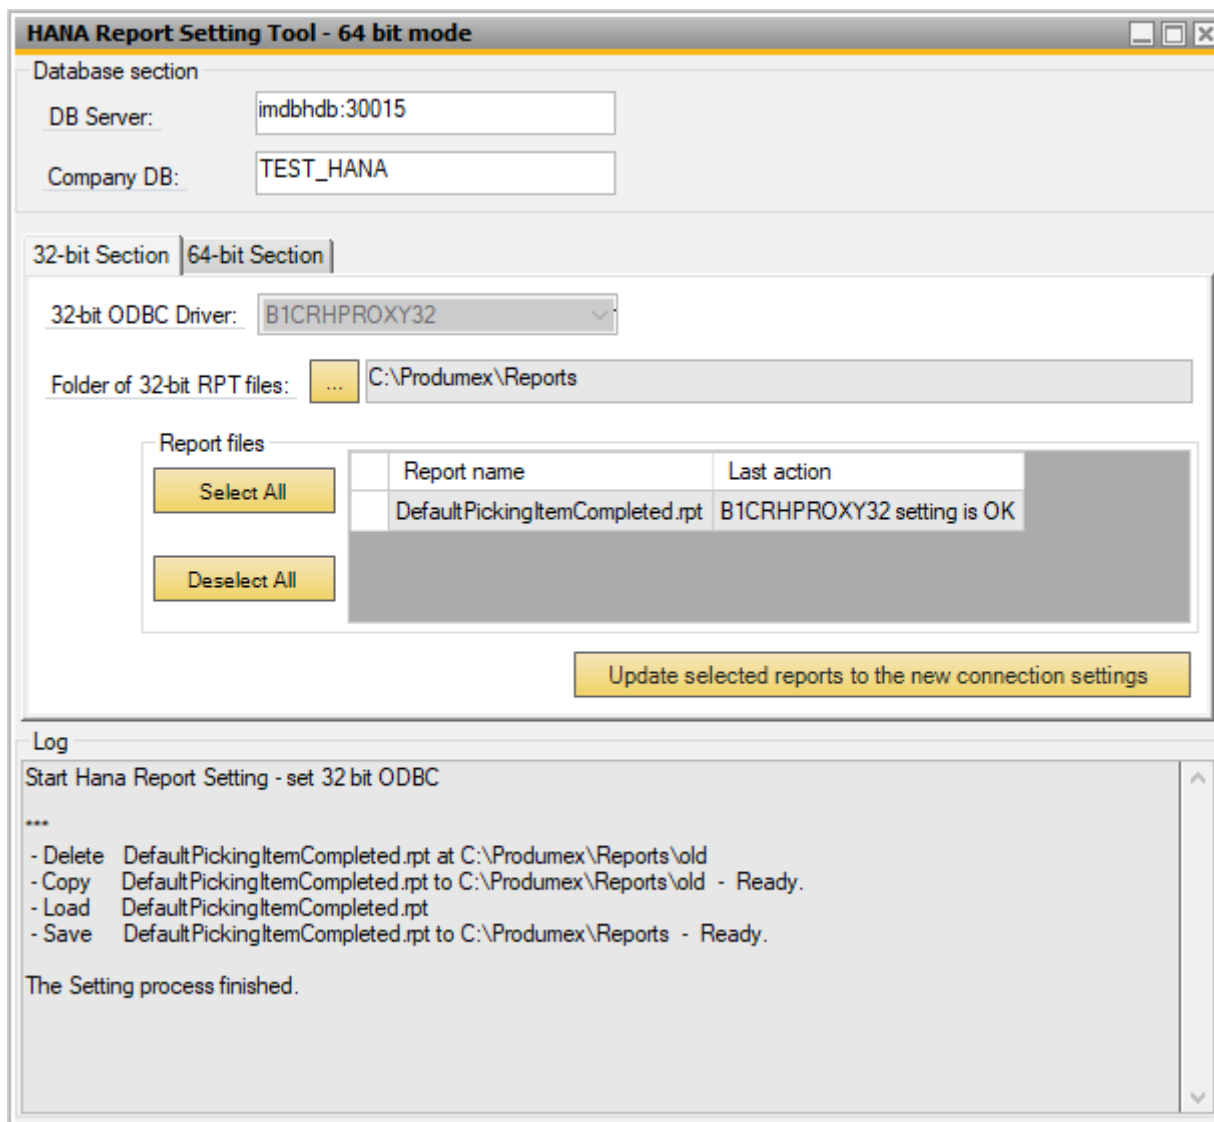 HANA Report Setting Tool - 64 bit mode
Database section
DB Server: imdbhdb:30015
Company DB: TEST_HANA
32-bit Section 64-bit Section
32-bit ODBC Driver: B1CRHPROXY32
Folder of 32-bit RPT files: ... C:\Produmex\Reports
Report files
Select All
Report name Last action
DefaultPickingItemCompleted.rpt B1CRHPROXY32 setting is OK
Deselect All
Update selected reports to the new connection settings
Log
Start Hana Report Setting - set 32 bit ODBC
***
- Delete DefaultPickingItemCompleted.rpt at C:\Produmex\Reports\old
- Copy DefaultPickingItemCompleted.rpt to C:\Produmex\Reports\old - Ready.
- Load DefaultPickingItemCompleted.rpt
- Save DefaultPickingItemCompleted.rpt to C:\Produmex\Reports - Ready.
The Setting process finished.